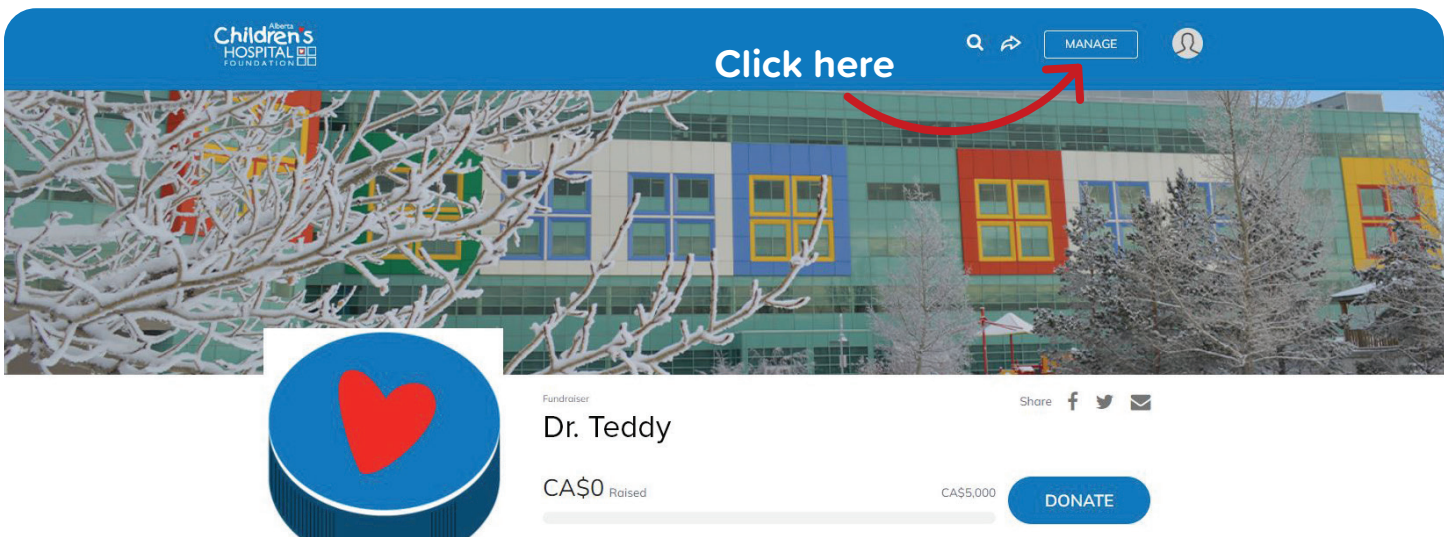 Alberta
Children's
HOSPITAL
FOUNDATION
Click here
MANAGE
Fundraiser
Share
Dr. Teddy
CA$0 Raised
CA$5,000
DONATE